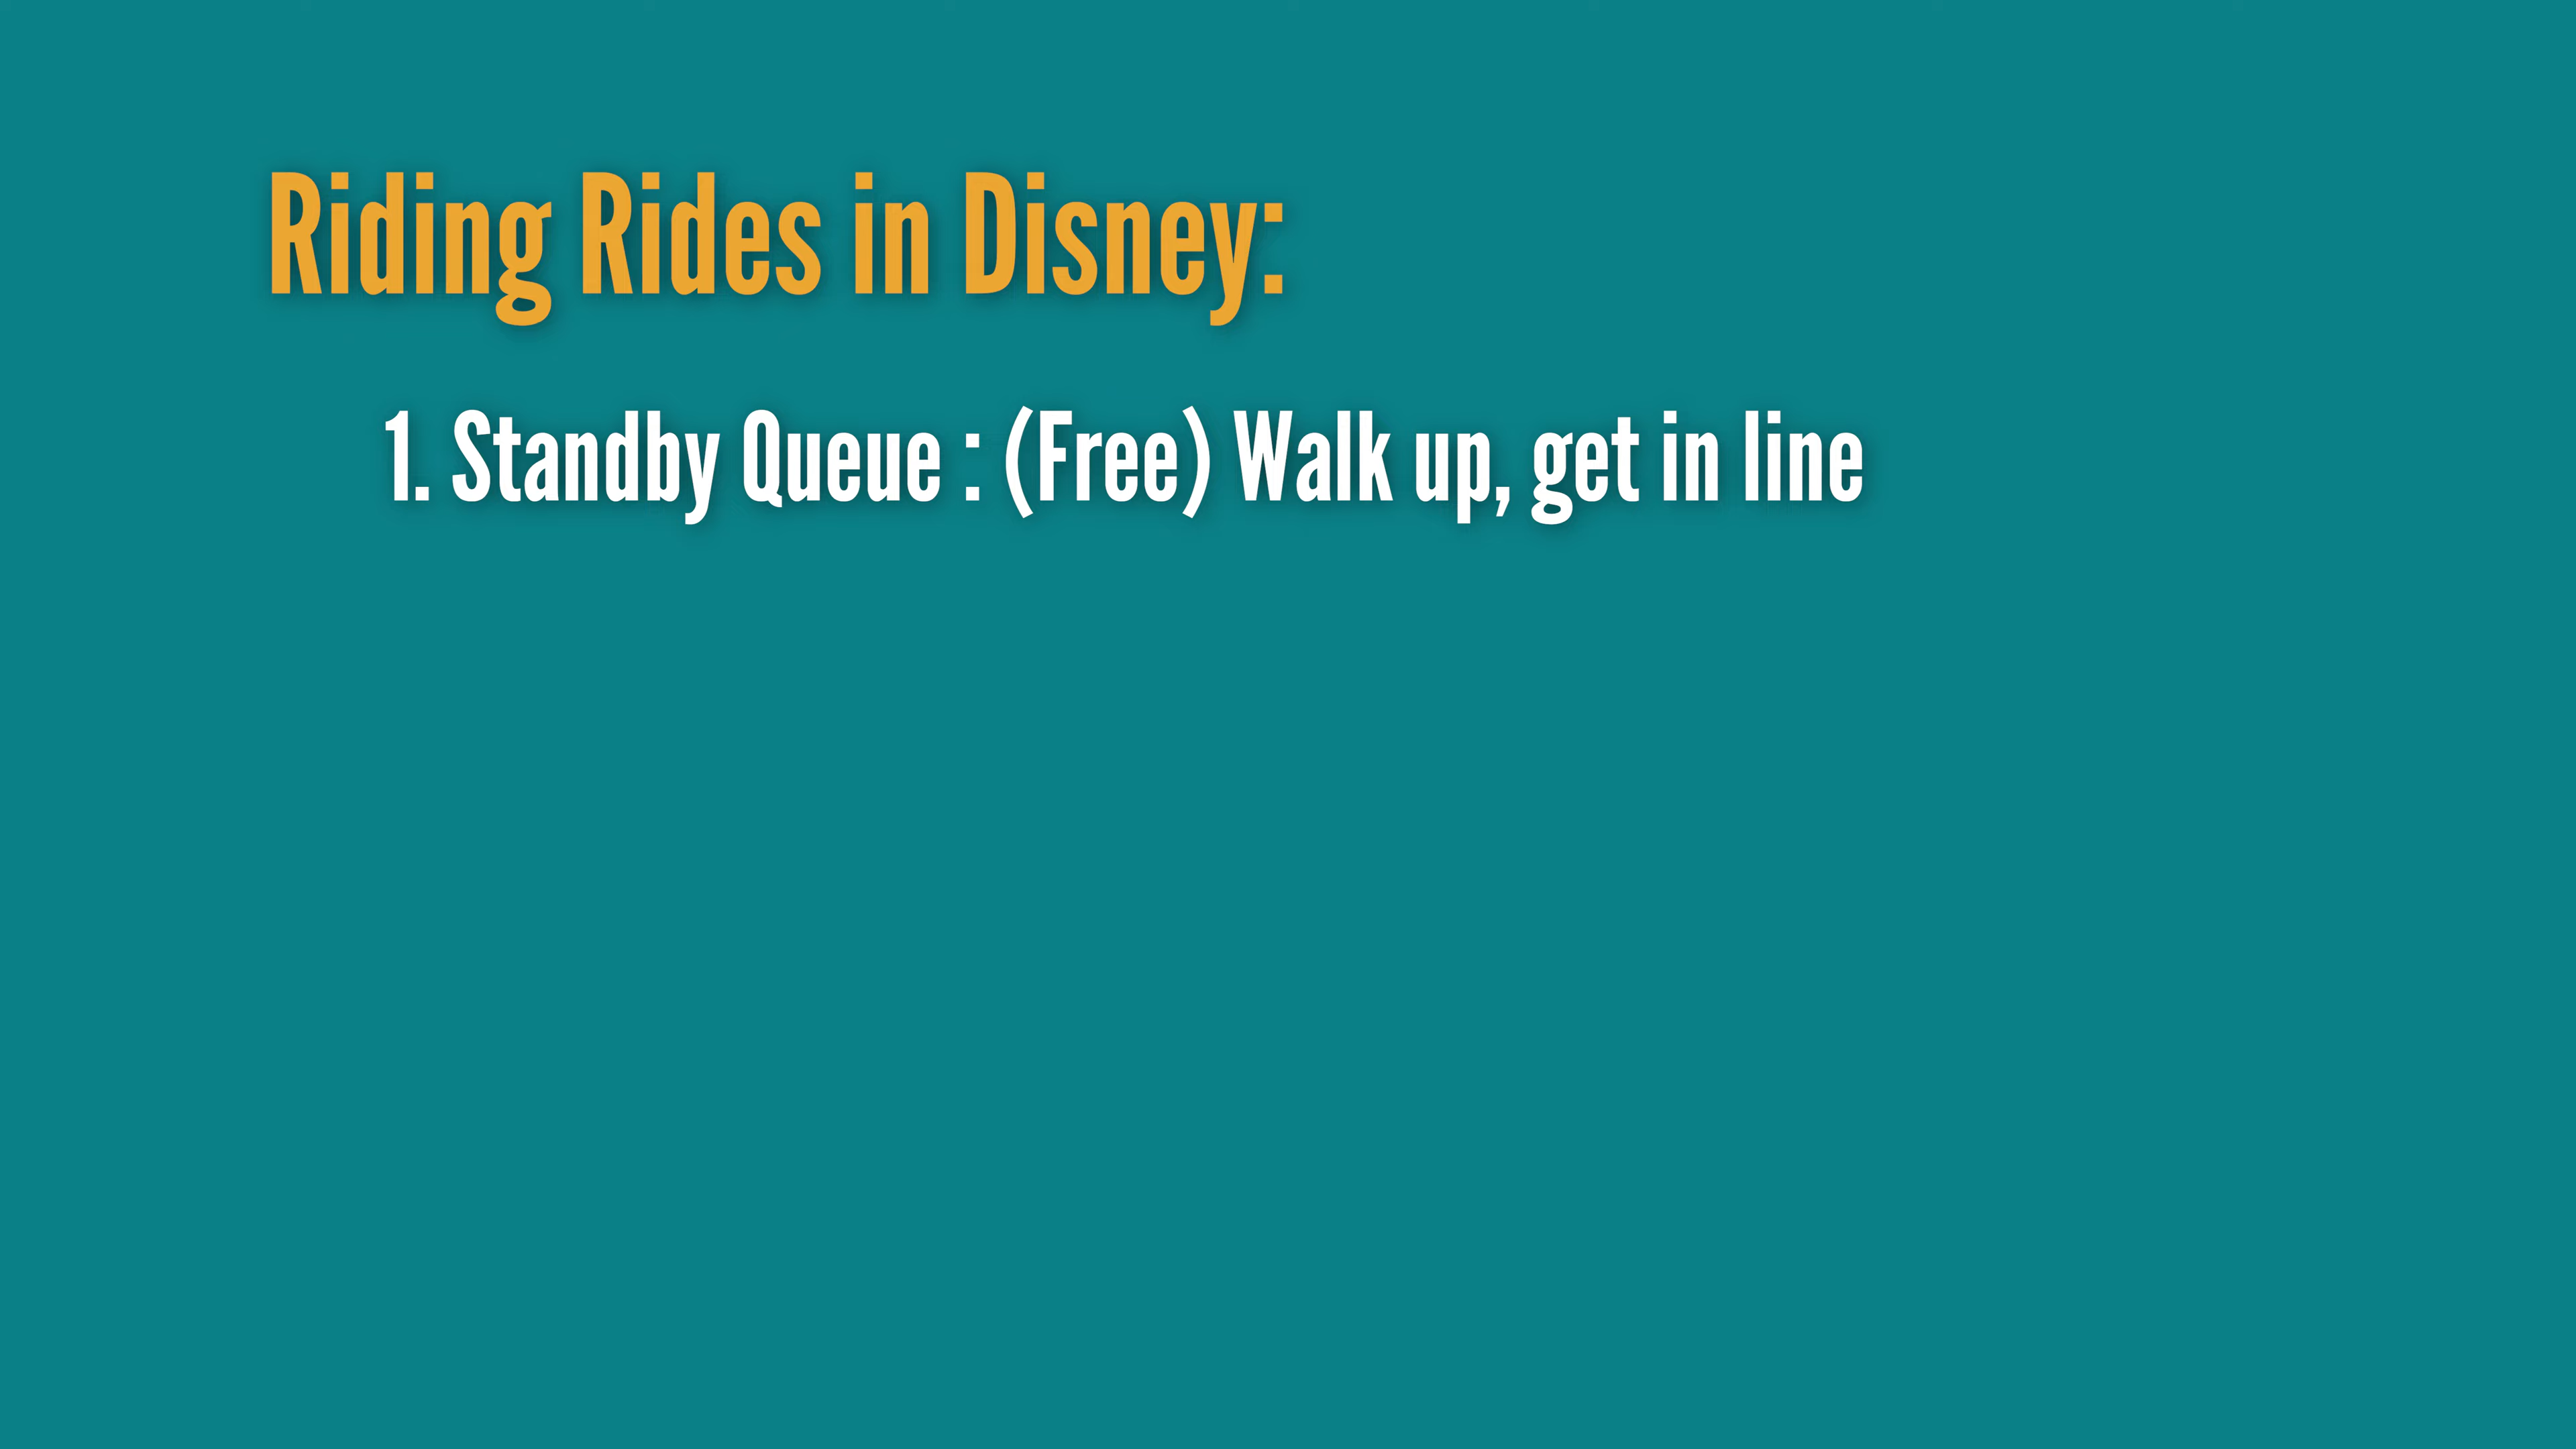 Riding Rides in Disney:
1. Standby Queue : (Free) Walk up, get in line